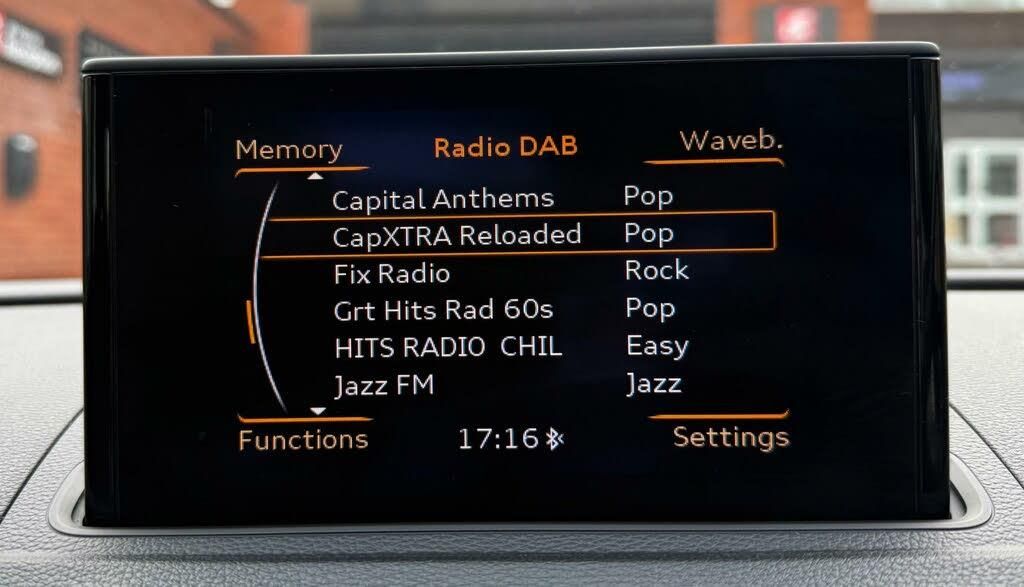 Memory Radio DAB Waveb.
Capital Anthems Pop
CapXTRA Reloaded Pop
Fix Radio Rock
Grt Hits Rad 60s Pop
HITS RADIO CHIL Easy
Jazz FM Jazz
Functions 17:16 Settings